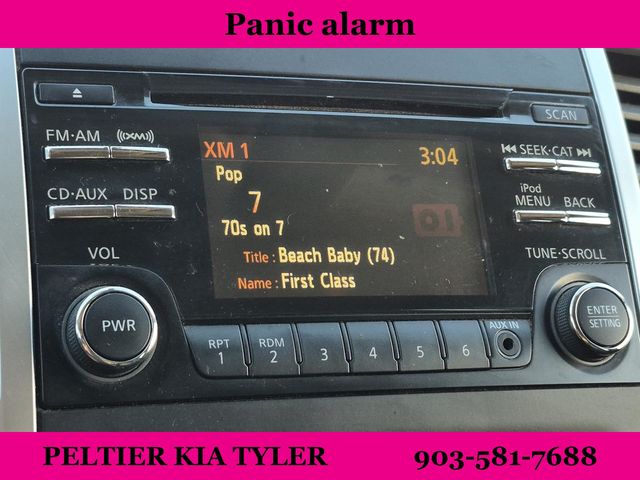 Panic alarm
SCAN
FM·AM ((XM))
XM 1 3:04
SEEK·CAT
Pop
7
70s on 7
CD·AUX DISP
iPod
MENU BACK
Title : Beach Baby (74)
Name : First Class
VOL
TUNE·SCROLL
PWR
ENTER
SETTING
AUX IN
RPT
1
RDM
2
3 4 5 6
PELTIER KIA TYLER 903-581-7688